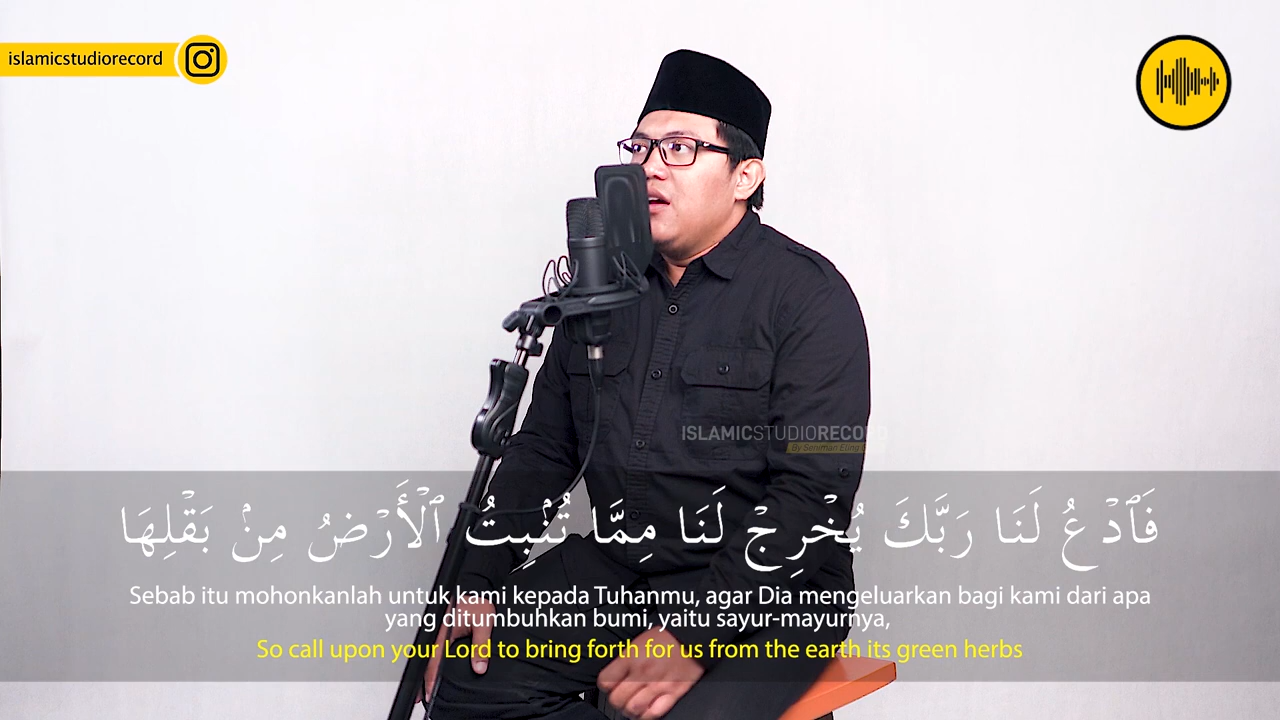 islamicstudiorecord
ISLAMICSTUDIORECORD
فَٱدۡعُ لَنَا رَبَّكَ يُخۡرِجۡ لَنَا مِمَّا تُنۢبِتُ ٱلۡأَرۡضُ مِنۢ بَقۡلِهَا
Sebab itu mohonkanlah untuk kami kepada Tuhanmu, agar Dia mengeluarkan bagi kami dari apa
yang ditumbuhkan bumi, yaitu sayur-mayurnya,
So call upon your Lord to bring forth for us from the earth its green herbs